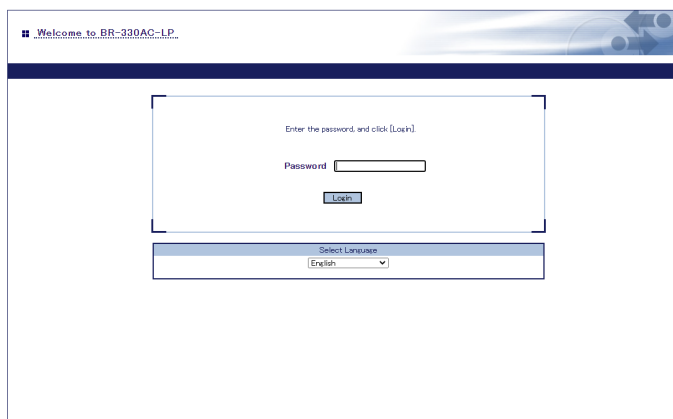 Welcome to BR-330AC-LP
Enter the password, and click [Login].
Password
Login
Select Language
English